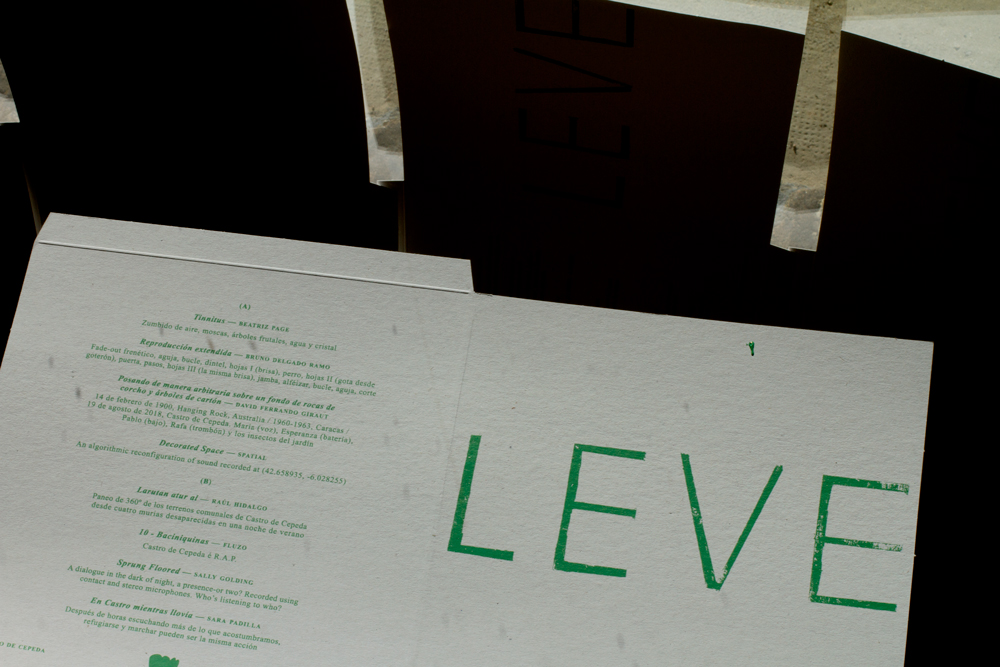 LEVE
(A)
Tinnitus — BEATRIZ PAGE
Zumbido de aire, moscas, árboles frutales, agua y cristal
Reproducción extendida — BRUNO DELGADO RAMO
Fade-out frenético, aguja, bucle, dintel, hojas I (brisa), perro, hojas II (gota desde
goterón), puerta, pasos, hojas III (la misma brisa), jamba, alféizar, bucle, aguja, corte
Posando de manera arbitraria sobre un fondo de rocas de
corcho y árboles de cartón — DAVID FERRANDO GIRAUT
14 de febrero de 1900, Hanging Rock, Australia / 1960-1963, Caracas /
19 de agosto de 2018, Castro de Cepeda. María (voz), Esperanza (batería),
Pablo (bajo), Rafa (trombón) y los insectos del jardín
Decorated Space — SPATIAL
An algorithmic reconfiguration of sound recorded at (42.658935, -6.028255)
(B)
Larutan atur al — RAÚL HIDALGO
Paneo de 360º de los terrenos comunales de Castro de Cepeda
desde cuatro murias desaparecidas en una noche de verano
10 - Baciniquinas — FLUZO
Castro de Cepeda é R.A.P.
Sprung Floored — SALLY GOLDING
A dialogue in the dark of night, a presence-or two? Recorded using
contact and stereo microphones. Who's listening to who?
En Castro mientras llovía — SARA PADILLA
Después de horas escuchando más de lo que acostumbramos,
refugiarse y marchar pueden ser la misma acción
O DE CEPEDA
LEVE